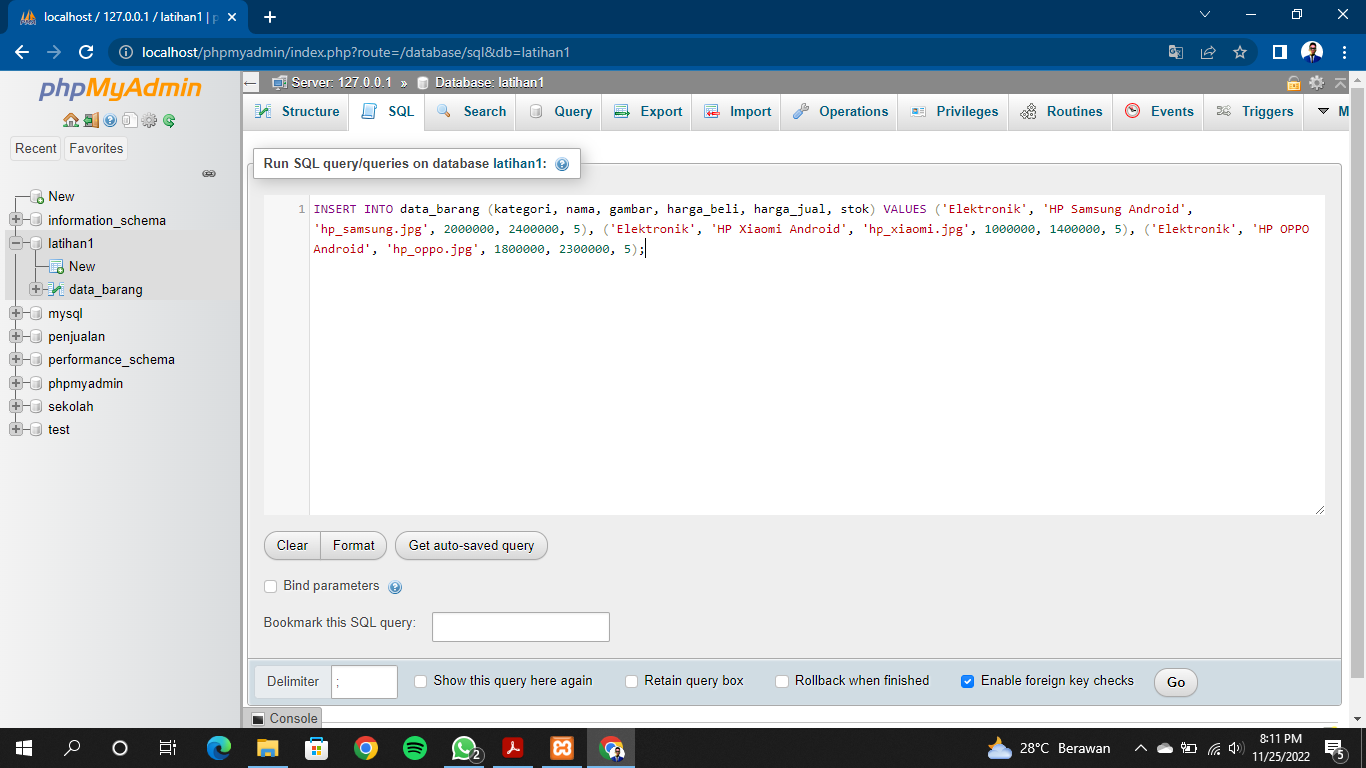 localhost / 127.0.0.1 / latihan1 | p
localhost/phpmyadmin/index.php?route=/database/sql&db=latihan1
phpMyAdmin
Recent Favorites
New
information_schema
latihan1
New
data_barang
mysql
penjualan
performance_schema
phpmyadmin
sekolah
test
Server: 127.0.0.1 » Database: latihan1
Structure SQL Search Query Export Import Operations Privileges Routines Events Triggers M
Run SQL query/queries on database latihan1:
1 INSERT INTO data_barang (kategori, nama, gambar, harga_beli, harga_jual, stok) VALUES ('Elektronik', 'HP Samsung Android',
'hp_samsung.jpg', 2000000, 2400000, 5), ('Elektronik', 'HP Xiaomi Android', 'hp_xiaomi.jpg', 1000000, 1400000, 5), ('Elektronik', 'HP OPPO
Android', 'hp_oppo.jpg', 1800000, 2300000, 5);
Clear Format Get auto-saved query
Bind parameters
Bookmark this SQL query:
Delimiter ; Show this query here again Retain query box Rollback when finished Enable foreign key checks Go
Console
2
28°C Berawan
8:11 PM
11/25/2022
5